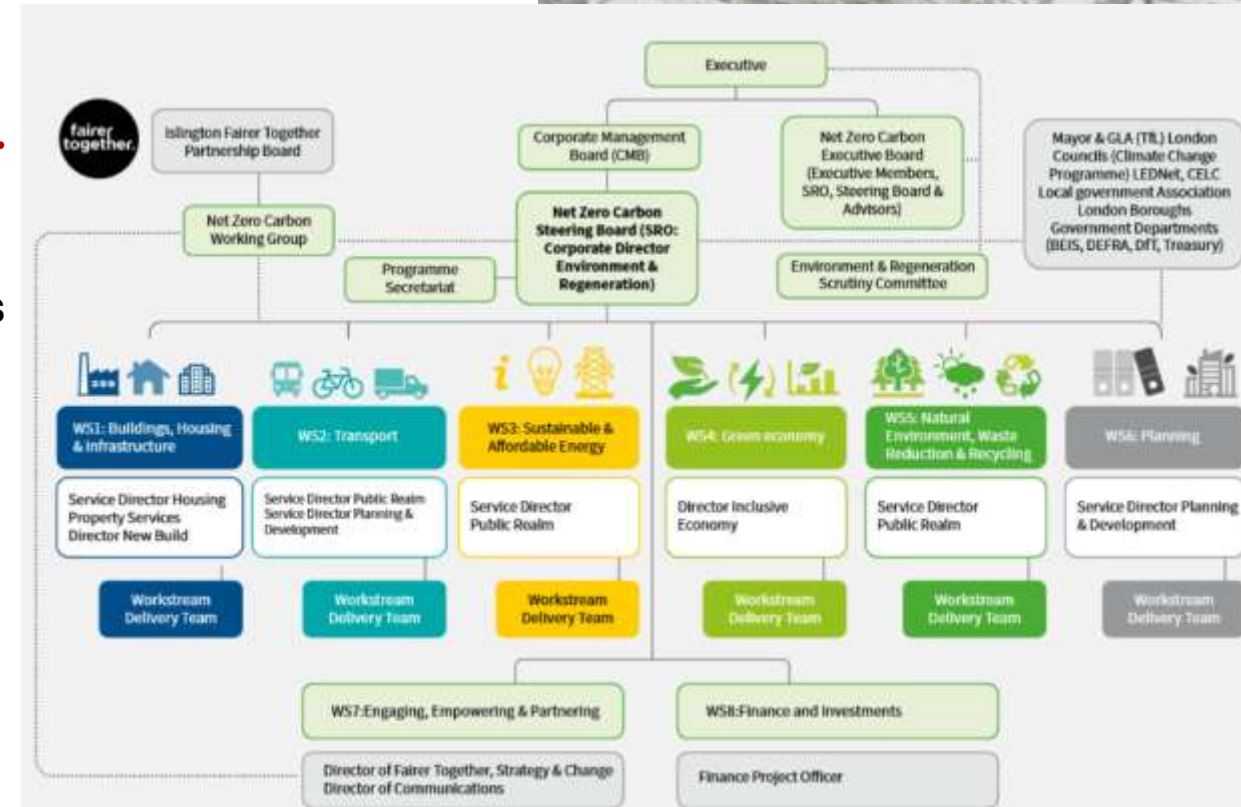 Executive
fairer
together.
Islington Fairer Together
Partnership Board
Corporate Management
Board (CMB)
Net Zero Carbon
Executive Board
(Executive Members,
SRO, Steering Board &
Advisors)
Mayor & GLA (TfL) London
Councils (Climate Change
Programme) LEDNet, CELC
Local government Association
London Boroughs
Government Departments
(BEIS, DEFRA, DfT, Treasury)
Net Zero Carbon
Working Group
Net Zero Carbon
Steering Board (SRO:
Corporate Director
Environment &
Regeneration)
Programme
Secretariat
Environment & Regeneration
Scrutiny Committee
s
WS1: Buildings, Housing
& Infrastructure
WS2: Transport
WS3: Sustainable &
Affordable Energy
WS4: Green economy
WS5: Natural
Environment, Waste
Reduction & Recycling
WS6: Planning
Service Director Housing
Property Services
Director New Build
Service Director Public Realm
Service Director Planning &
Development
Service Director
Public Realm
Director Inclusive
Economy
Service Director
Public Realm
Service Director Planning
& Development
Workstream
Delivery Team
Workstream
Delivery Team
Workstream
Delivery Team
Workstream
Delivery Team
Workstream
Delivery Team
Workstream
Delivery Team
WS7:Engaging, Empowering & Partnering
WS8:Finance and Investments
Director of Fairer Together, Strategy & Change
Director of Communications
Finance Project Officer